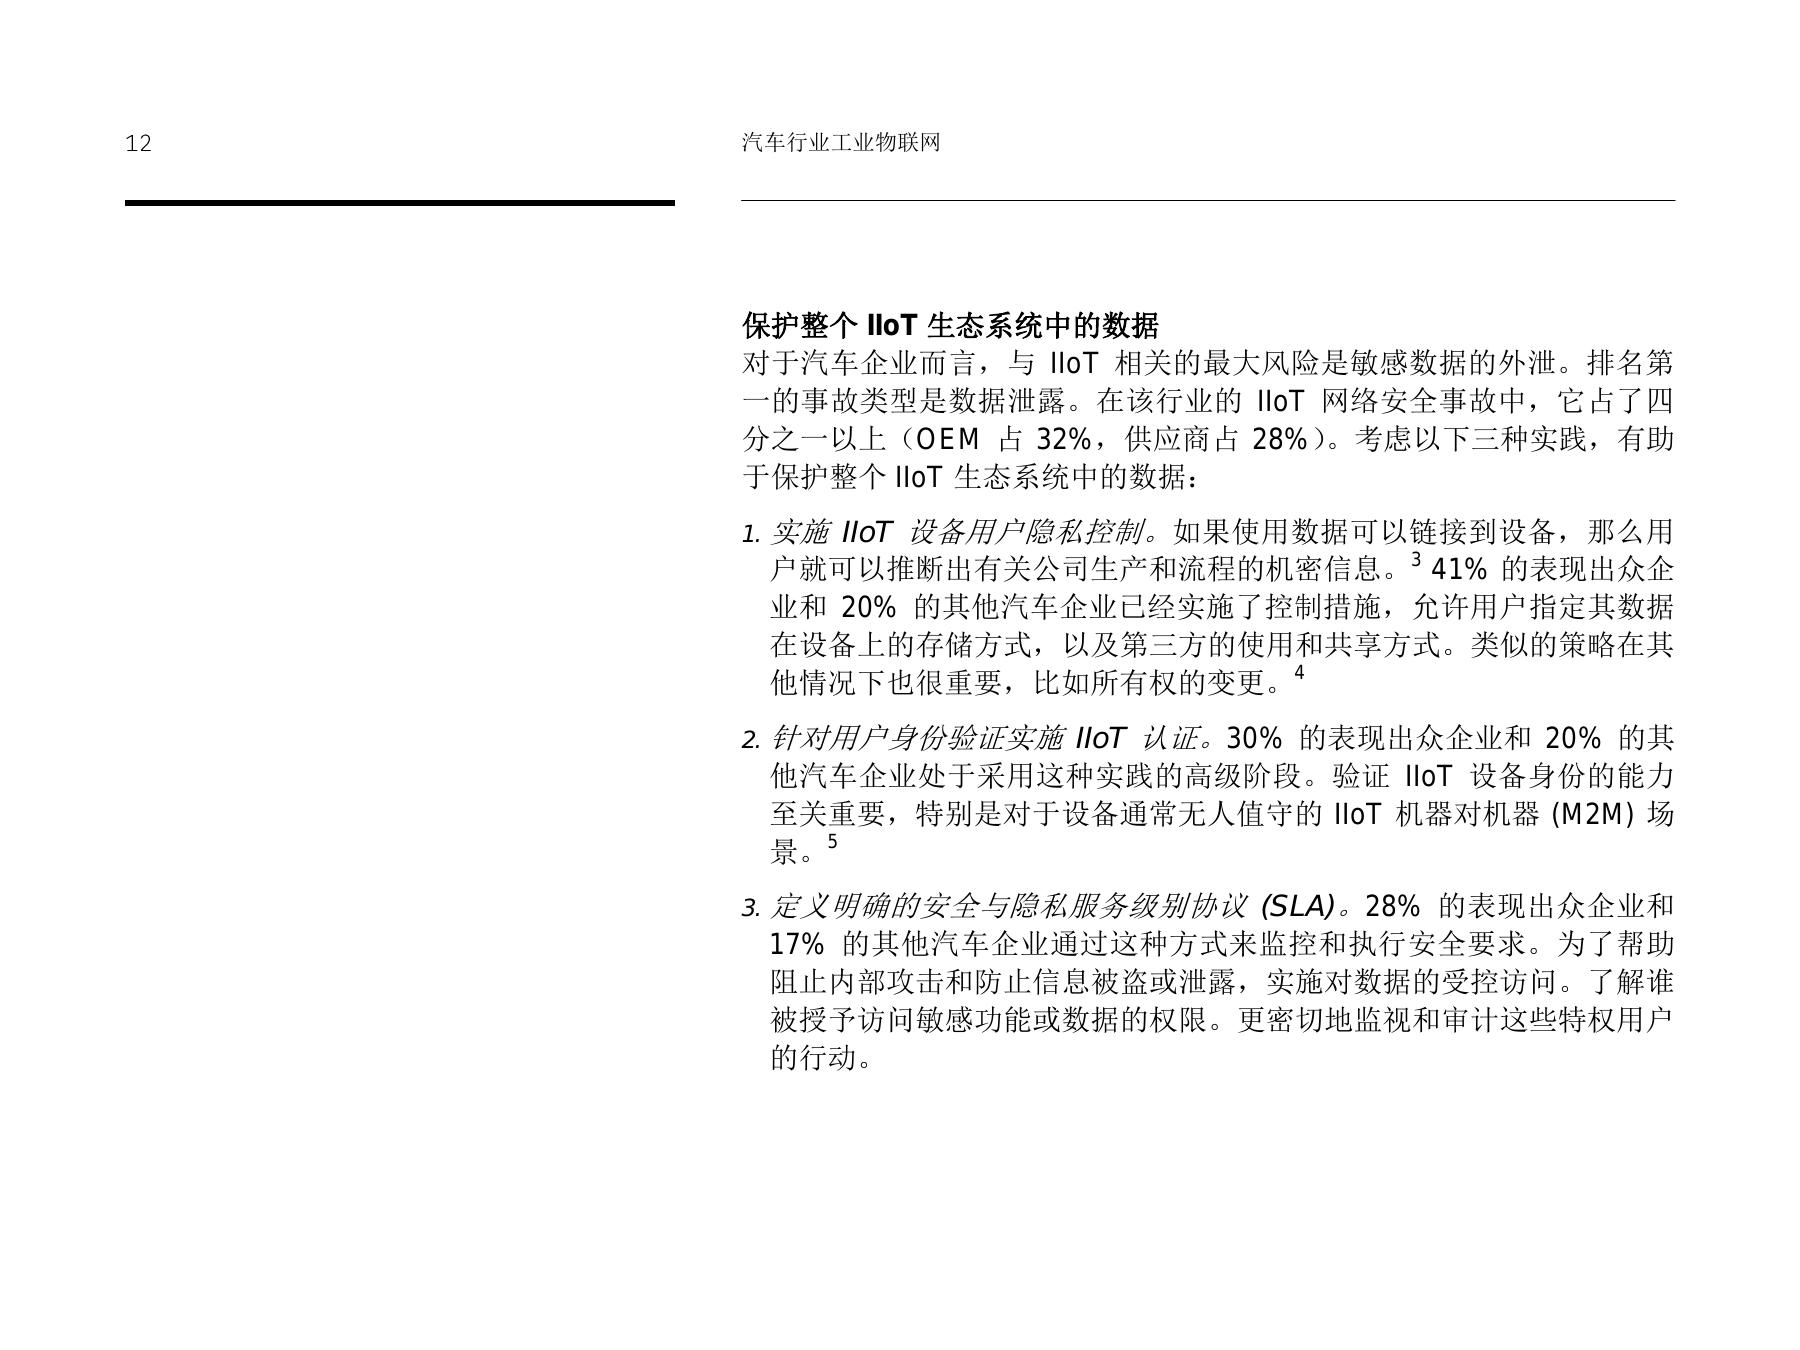 12
汽车行业工业物联网
保护整个 IIoT 生态系统中的数据
对于汽车企业而言，与 IIoT 相关的最大风险是敏感数据的外泄。排名第
一的事故类型是数据泄露。在该行业的 IIoT 网络安全事故中，它占了四
分之一以上（OEM 占 32%，供应商占 28%）。考虑以下三种实践，有助
于保护整个 IIoT 生态系统中的数据：
1. 实施 IIoT 设备用户隐私控制。如果使用数据可以链接到设备，那么用
户就可以推断出有关公司生产和流程的机密信息。3 41% 的表现出众企
业和 20% 的其他汽车企业已经实施了控制措施，允许用户指定其数据
在设备上的存储方式，以及第三方的使用和共享方式。类似的策略在其
他情况下也很重要，比如所有权的变更。4
2. 针对用户身份验证实施 IIoT 认证。30% 的表现出众企业和 20% 的其
他汽车企业处于采用这种实践的高级阶段。验证 IIoT 设备身份的能力
至关重要，特别是对于设备通常无人值守的 IIoT 机器对机器 (M2M) 场
景。5
3. 定义明确的安全与隐私服务级别协议 (SLA)。28% 的表现出众企业和
17% 的其他汽车企业通过这种方式来监控和执行安全要求。为了帮助
阻止内部攻击和防止信息被盗或泄露，实施对数据的受控访问。了解谁
被授予访问敏感功能或数据的权限。更密切地监视和审计这些特权用户
的行动。